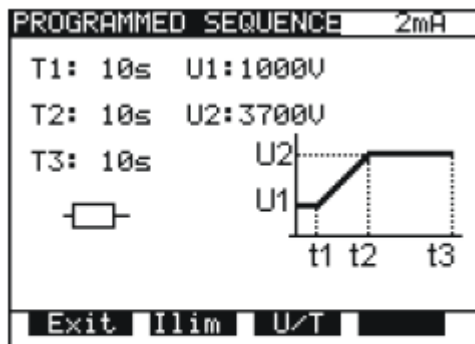 PROGRAMMED SEQUENCE 2mA
T1: 10s U1:1000V
T2: 10s U2:3700V
T3: 10s
U2
U1
t1 t2 t3
Exit Ilim U/T